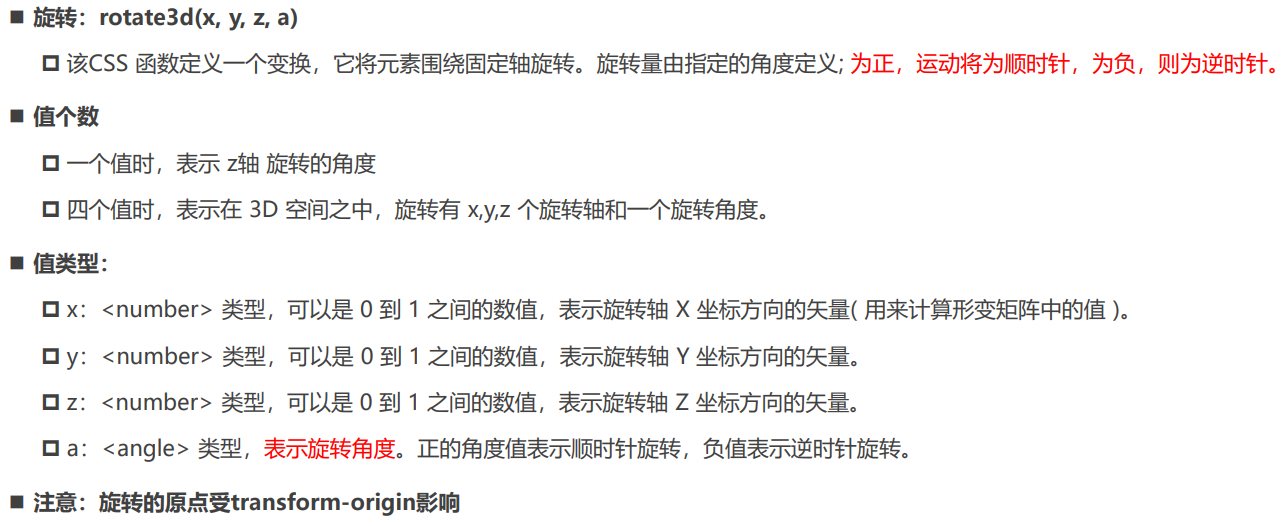 ■ 旋转：rotate3d(x, y, z, a)
该CSS 函数定义一个变换，它将元素围绕固定轴旋转。旋转量由指定的角度定义; 为正，运动将为顺时针，为负，则为逆时针。
■ 值个数
一个值时，表示 z轴 旋转的角度
四个值时，表示在 3D 空间之中，旋转有 x,y,z 个旋转轴和一个旋转角度。
■ 值类型：
x：<number> 类型，可以是 0 到 1 之间的数值，表示旋转轴 X 坐标方向的矢量( 用来计算形变矩阵中的值 )。
y：<number> 类型，可以是 0 到 1 之间的数值，表示旋转轴 Y 坐标方向的矢量。
z：<number> 类型，可以是 0 到 1 之间的数值，表示旋转轴 Z 坐标方向的矢量。
a：<angle> 类型，表示旋转角度。正的角度值表示顺时针旋转，负值表示逆时针旋转。
■ 注意：旋转的原点受transform-origin影响